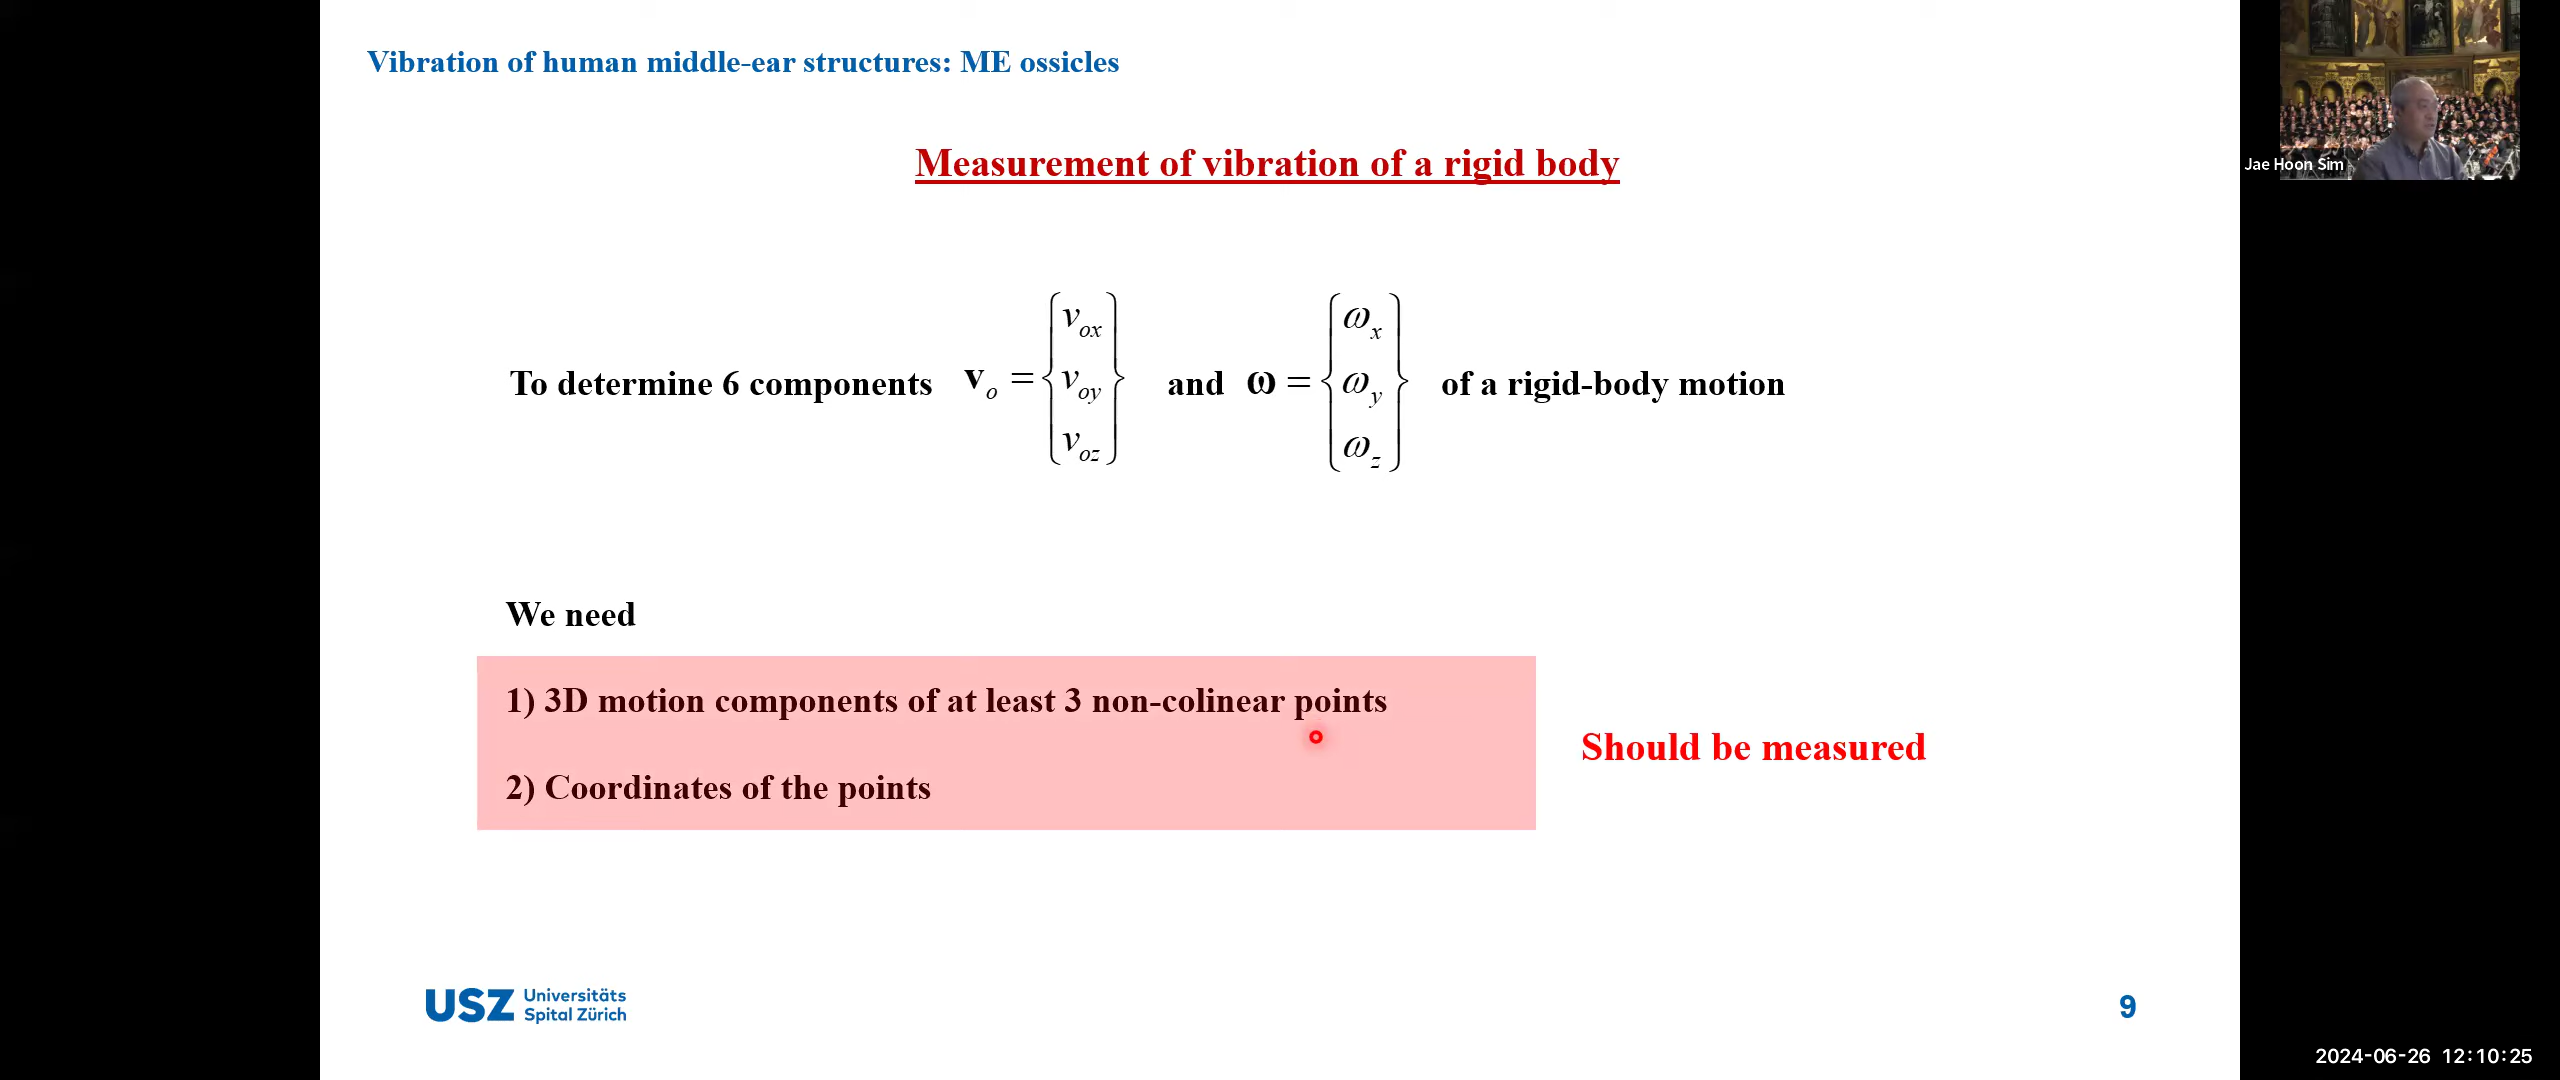 Vibration of human middle-ear structures: ME ossicles
Jae Hoon Sim
Measurement of vibration of a rigid body
To determine 6 components v_o = { v_ox v_oy v_oz } and ω = { ω_x ω_y ω_z } of a rigid-body motion
We need
1) 3D motion components of at least 3 non-colinear points
Should be measured
2) Coordinates of the points
USZ Universitäts
Spital Zürich
9
2024-06-26 12:10:25